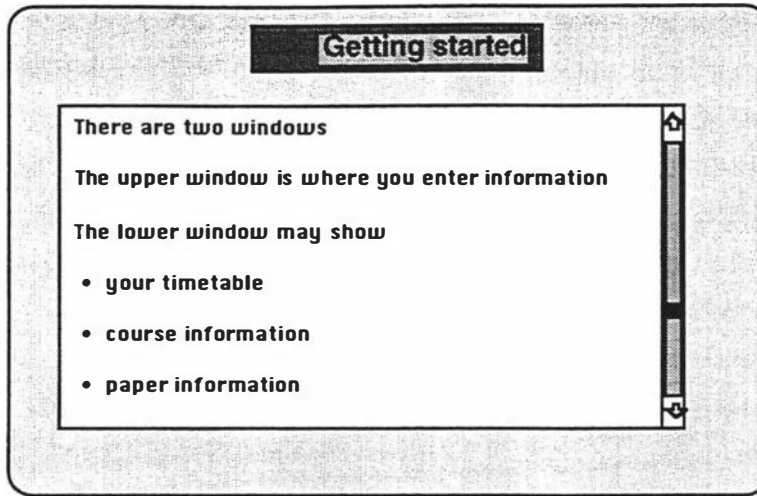 Getting started
There are two windows
The upper window is where you enter information
The lower window may show
• your timetable
• course information
• paper information